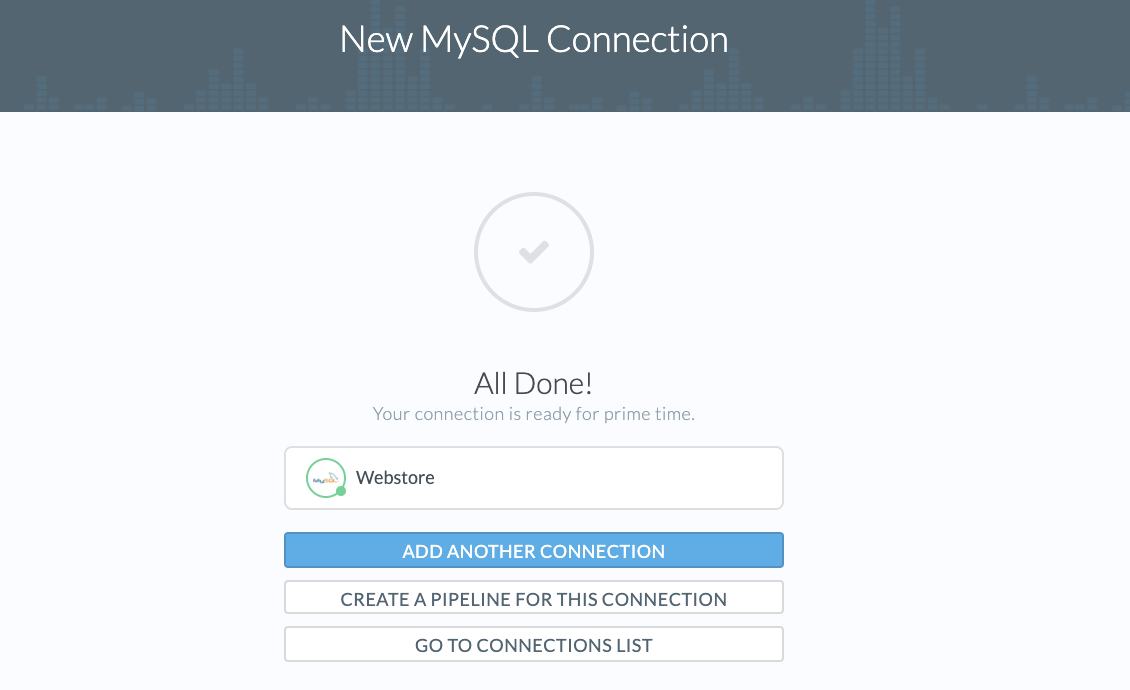 New MySQL Connection
All Done!
Your connection is ready for prime time.
MySQL
Webstore
ADD ANOTHER CONNECTION
CREATE A PIPELINE FOR THIS CONNECTION
GO TO CONNECTIONS LIST